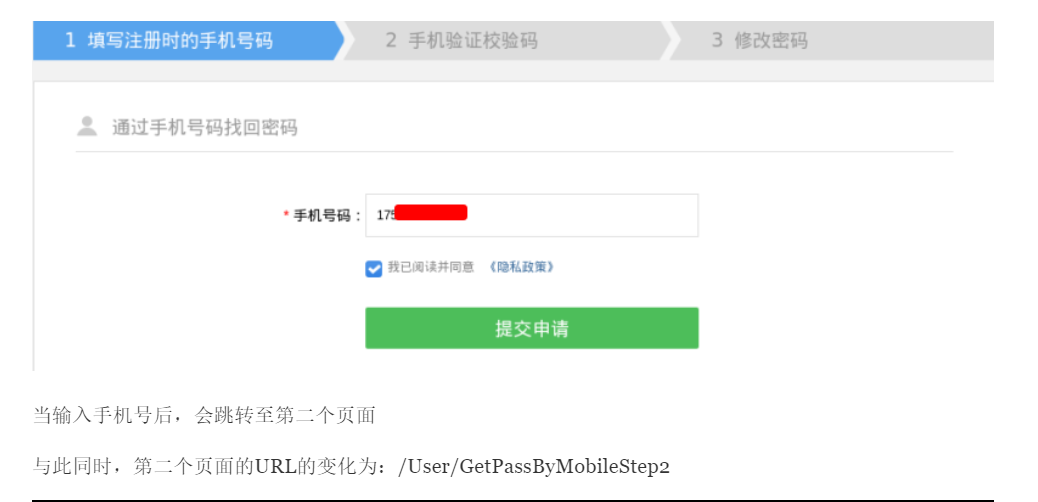 1 填写注册时的手机号码 2 手机验证校验码 3 修改密码
通过手机号码找回密码
* 手机号码： 175
我已阅读并同意 《隐私政策》
提交申请
当输入手机号后，会跳转至第二个页面
与此同时，第二个页面的URL的变化为：/User/GetPassByMobileStep2